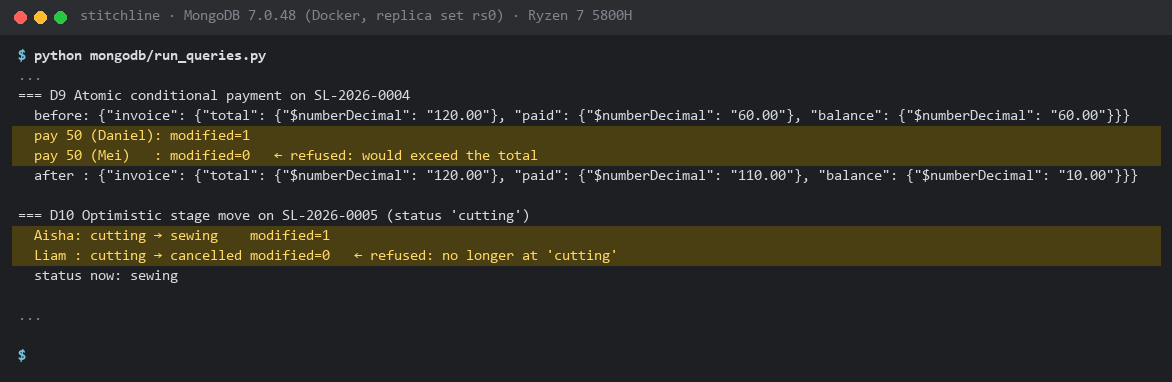 stitchline · MongoDB 7.0.48 (Docker, replica set rs0) · Ryzen 7 5800H
$ python mongodb/run_queries.py
...
=== D9 Atomic conditional payment on SL-2026-0004
  before: {"invoice": {"total": {"$numberDecimal": "120.00"}, "paid": {"$numberDecimal": "60.00"}, "balance": {"$numberDecimal": "60.00"}}}
  pay 50 (Daniel): modified=1
  pay 50 (Mei)   : modified=0   ← refused: would exceed the total
  after : {"invoice": {"total": {"$numberDecimal": "120.00"}, "paid": {"$numberDecimal": "110.00"}, "balance": {"$numberDecimal": "10.00"}}}
=== D10 Optimistic stage move on SL-2026-0005 (status 'cutting')
  Aisha: cutting → sewing    modified=1
  Liam : cutting → cancelled modified=0   ← refused: no longer at 'cutting'
  status now: sewing
...
$